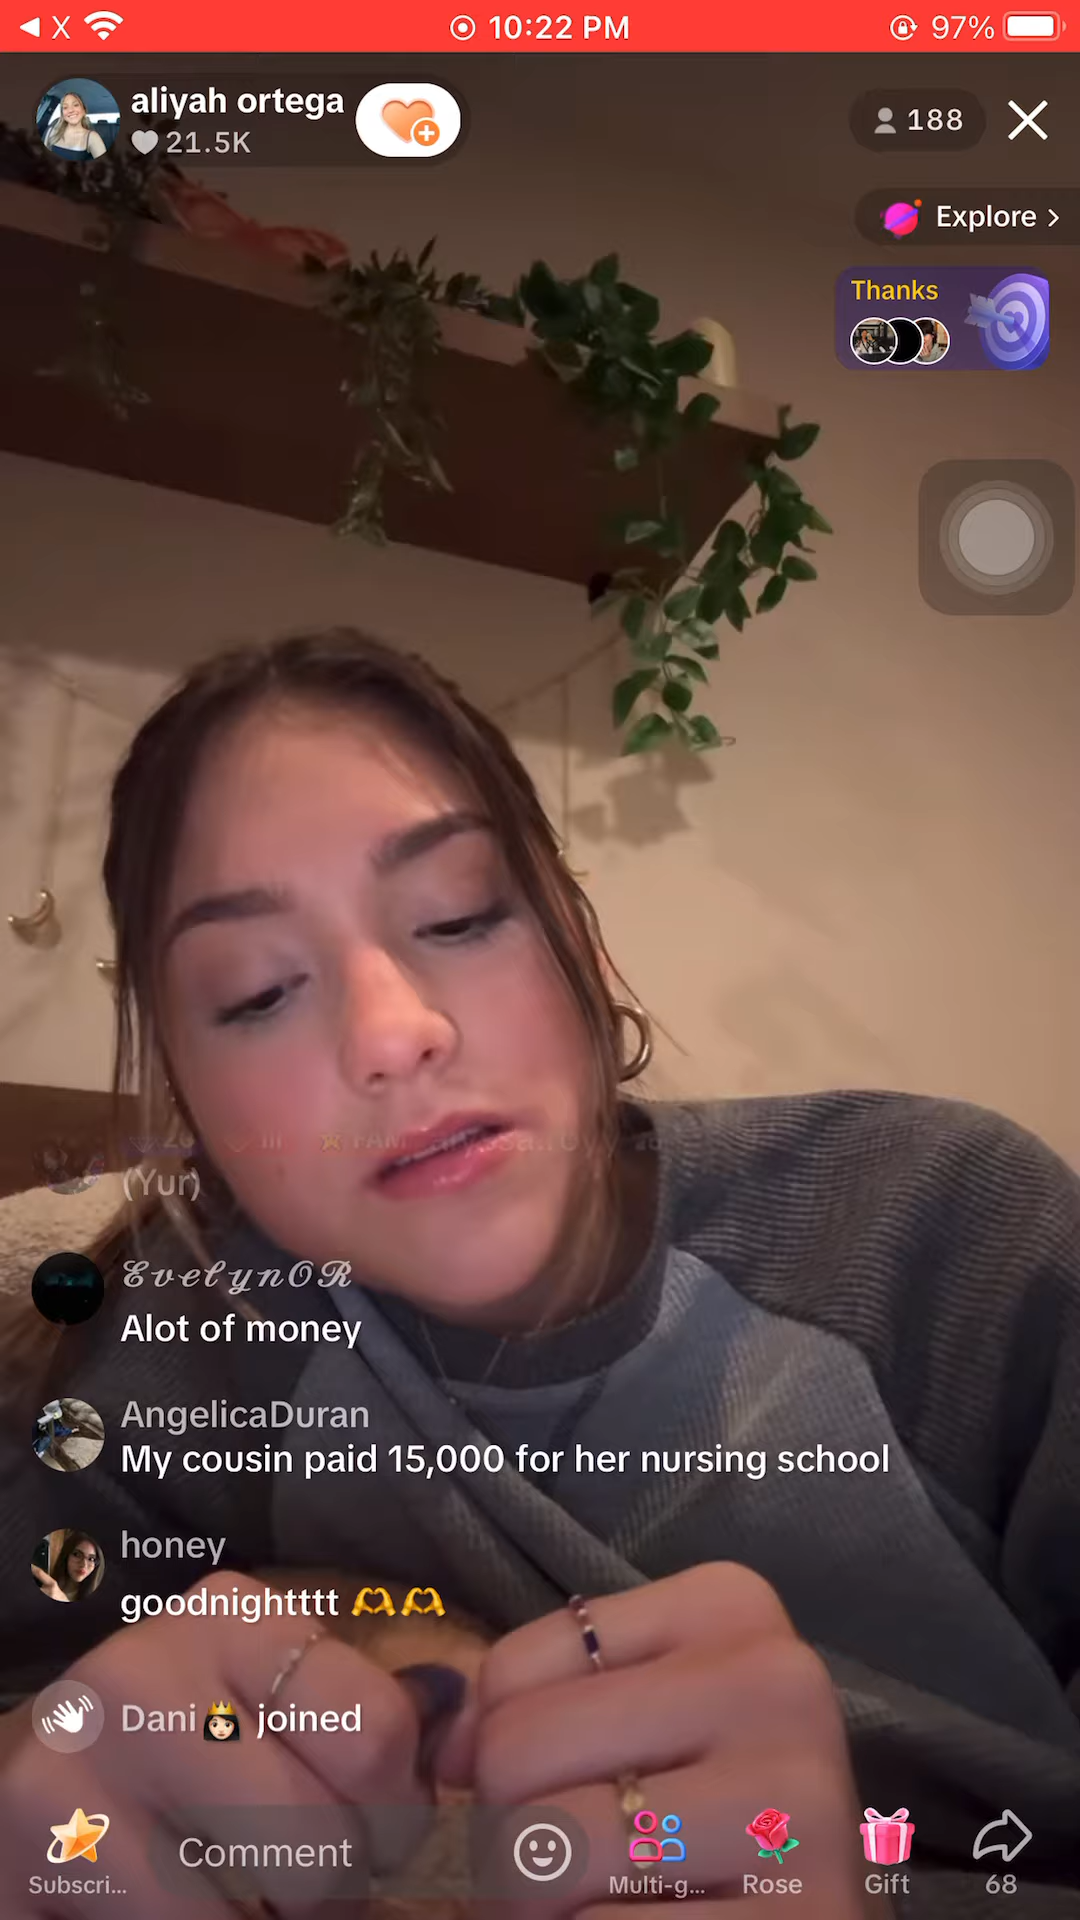 X 10:22 PM 97%
aliyah ortega
21.5K
188
Explore
Thanks
(Yur)
EvelynOR
Alot of money
AngelicaDuran
My cousin paid 15,000 for her nursing school
honey
goodnightttt 🫶🫶
Dani👸🏻 joined
Comment
Subscri...
Multi-g...
Rose
Gift
68